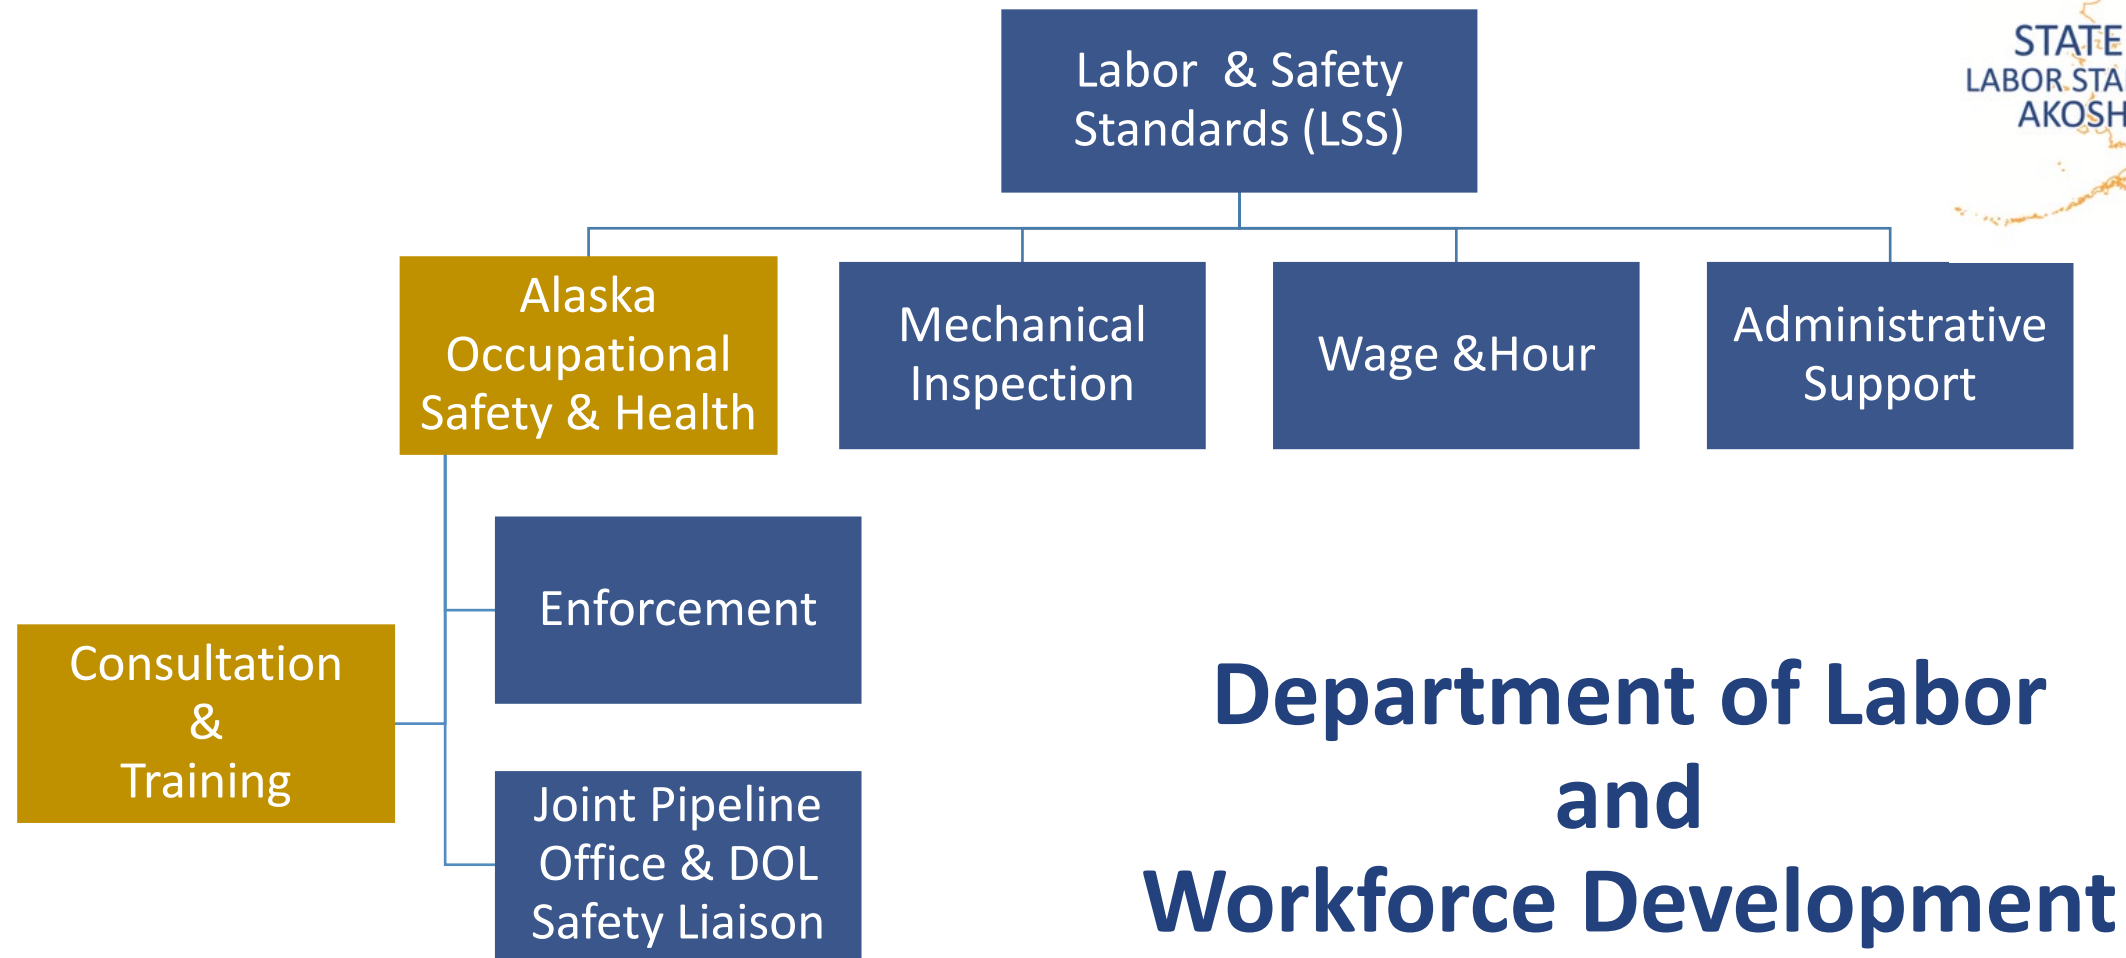 Labor & Safety
Standards (LSS)
STATE
LABOR
AKOSH
Alaska
Occupational
Safety & Health
Mechanical
Inspection
Wage &Hour
Administrative
Support
Enforcement
Consultation
&
Training
Joint Pipeline
Office & DOL
Safety Liaison
Department of Labor
and
Workforce Development